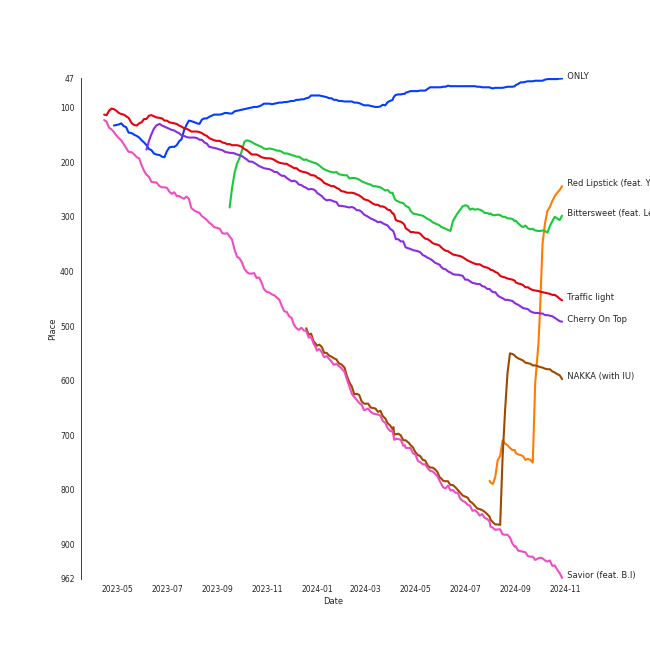 47
ONLY
100
Red Lipstick (feat.
200
Bittersweet (feat.
300
Traffic light
400
Cherry On Top
500
NAKKA (with IU)
600
700
800
900
962
Savior (feat. B.I)
Place
2023-05 2023-07 2023-09 2023-11 2024-01 2024-03 2024-05 2024-07 2024-09 2024-11
Date